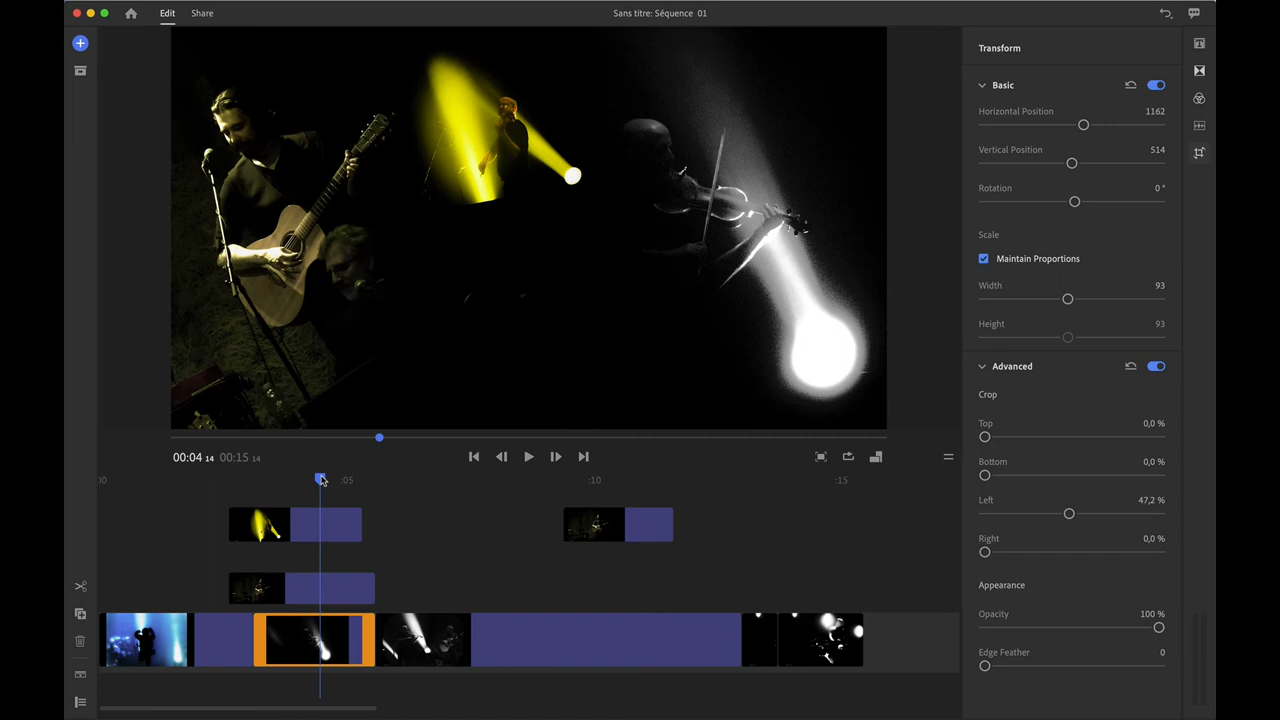 Edit Share Sans titre: Séquence 01
Transform
Basic
Horizontal Position 1162
Vertical Position 514
Rotation 0 °
Scale
Maintain Proportions
Width 93
Height 93
Advanced
Crop
Top 0,0 %
Bottom 0,0 %
Left 47,2 %
Right 0,0 %
Appearance
Opacity 100 %
Edge Feather 0
00:04 14 00:15 14
00 :05 :10 :15